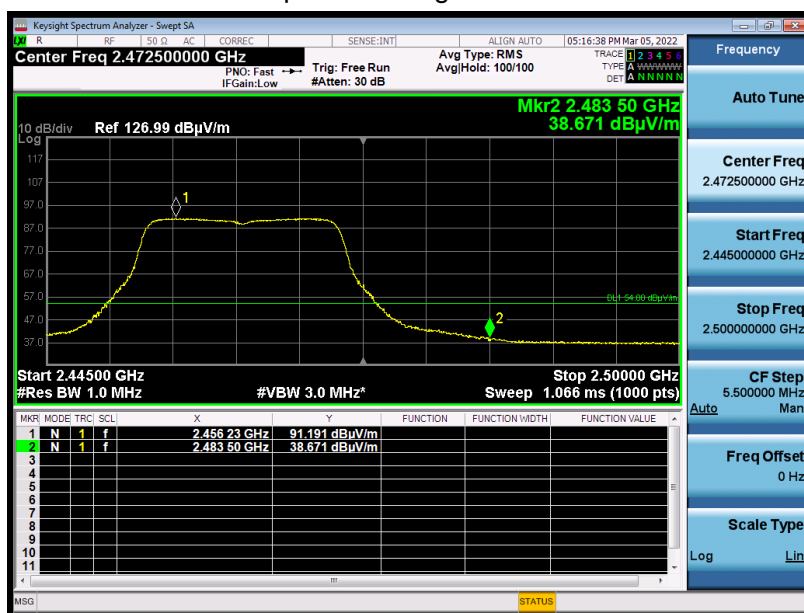 Keysight Spectrum Analyzer - Swept SA
LXI R RF 50 Ω AC CORREC SENSE:INT ALIGN AUTO 05:16:38 PM Mar 05, 2022
Center Freq 2.472500000 GHz
PNO: Fast
IFGain:Low
Trig: Free Run
#Atten: 30 dB
Avg Type: RMS
Avg|Hold: 100/100
TRACE 1 2 3 4 5 6
TYPE A WWWWW
DET A N N N N N
Mkr2 2.483 50 GHz
38.671 dBµV/m
10 dB/div Ref 126.99 dBµV/m
Log
117
107
97.0
87.0
77.0
67.0
57.0
47.0
37.0
1
2
DL1 54.00 dBµV/m
Start 2.44500 GHz Stop 2.50000 GHz
#Res BW 1.0 MHz #VBW 3.0 MHz* Sweep 1.066 ms (1000 pts)
MKR MODE TRC SCL X Y FUNCTION FUNCTION WIDTH FUNCTION VALUE
1 N 1 f 2.456 23 GHz 91.191 dBµV/m
2 N 1 f 2.483 50 GHz 38.671 dBµV/m
3
4
5
6
7
8
9
10
11
MSG STATUS
Frequency
Auto Tune
Center Freq
2.472500000 GHz
Start Freq
2.445000000 GHz
Stop Freq
2.500000000 GHz
CF Step
5.500000 MHz
Auto Man
Freq Offset
0 Hz
Scale Type
Log Lin